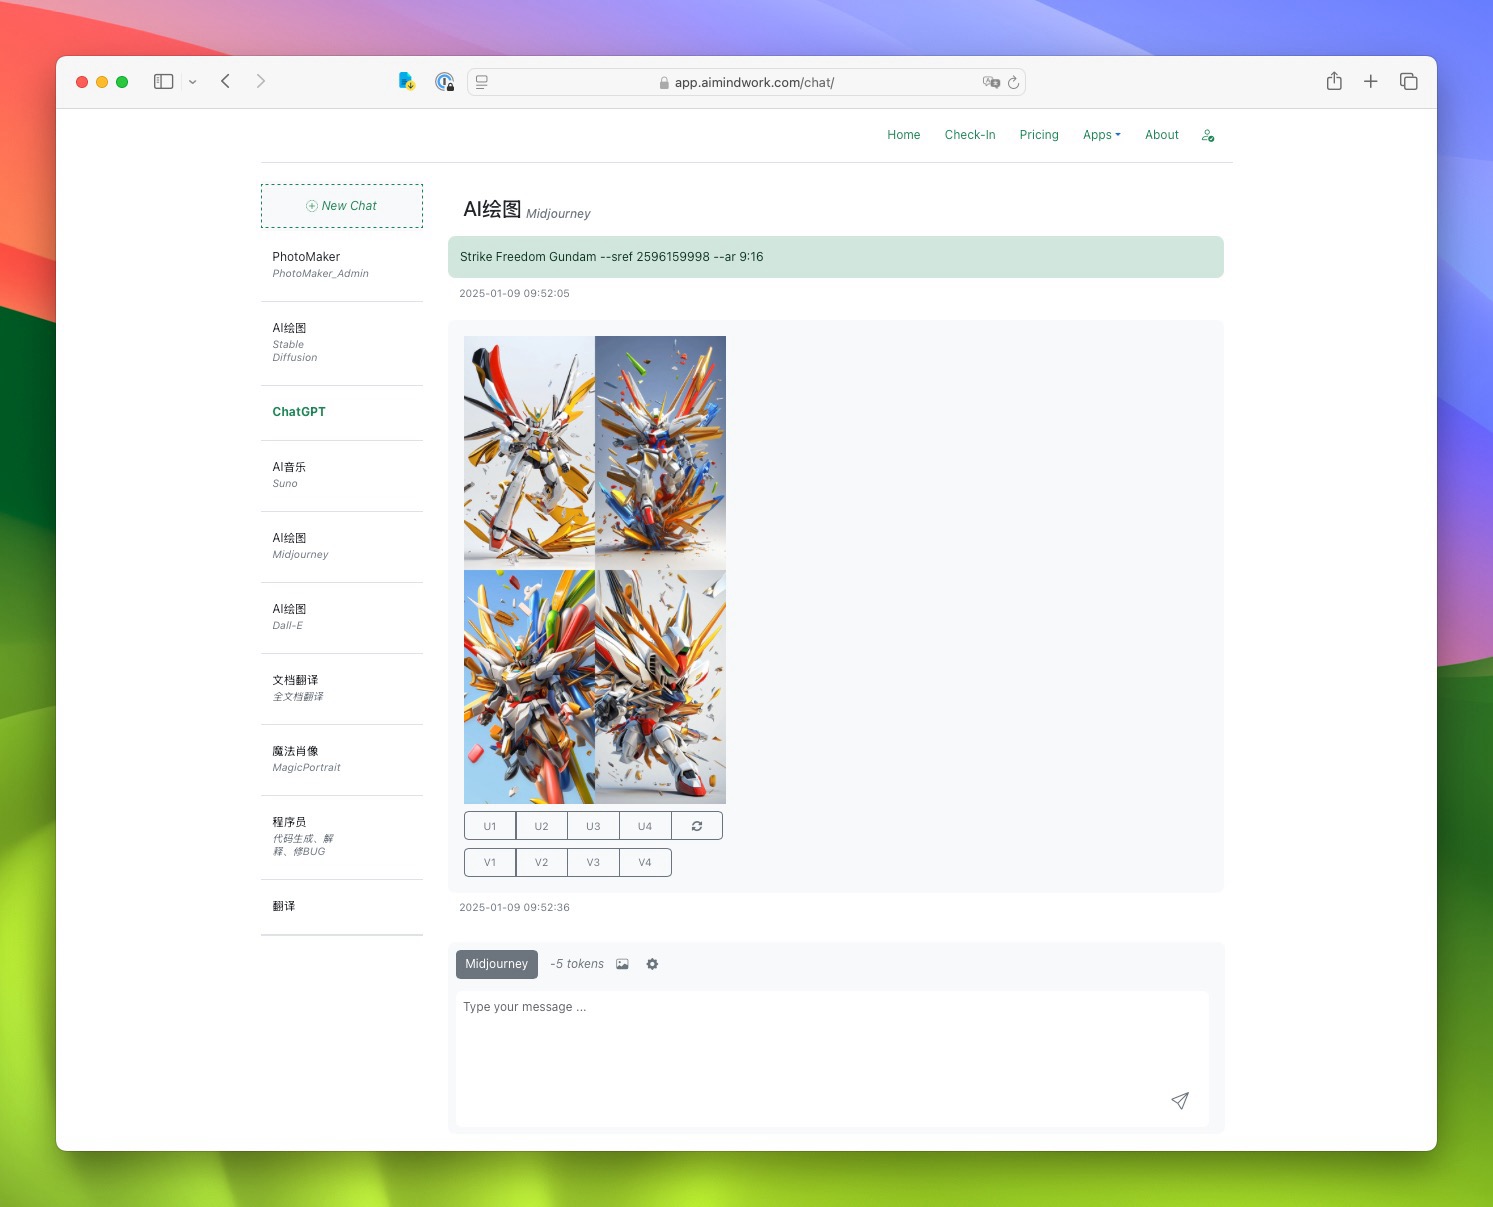 app.aimindwork.com/chat/
Home Check-In Pricing Apps About
New Chat
PhotoMaker
PhotoMaker_Admin
AI绘图
Stable
Diffusion
ChatGPT
AI音乐
Suno
AI绘图
Midjourney
AI绘图
Dall-E
文档翻译
全文档翻译
魔法肖像
MagicPortrait
程序员
代码生成、解
释、修BUG
翻译
AI绘图 Midjourney
Strike Freedom Gundam --sref 2596159998 --ar 9:16
2025-01-09 09:52:05
U1 U2 U3 U4
V1 V2 V3 V4
2025-01-09 09:52:36
Midjourney -5 tokens
Type your message ...